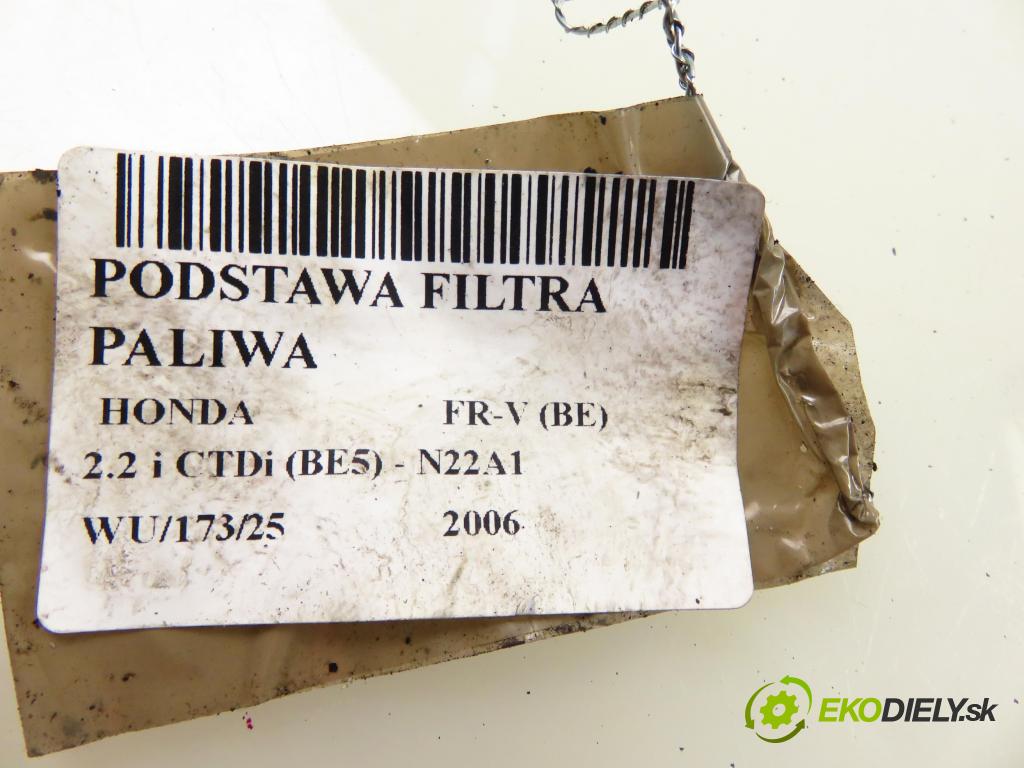 PODSTAWA FILTRA
PALIWA
HONDA FR-V (BE)
2.2 i CTDi (BE5) - N22A1
WU/173/25 2006
EKODIELY.sk